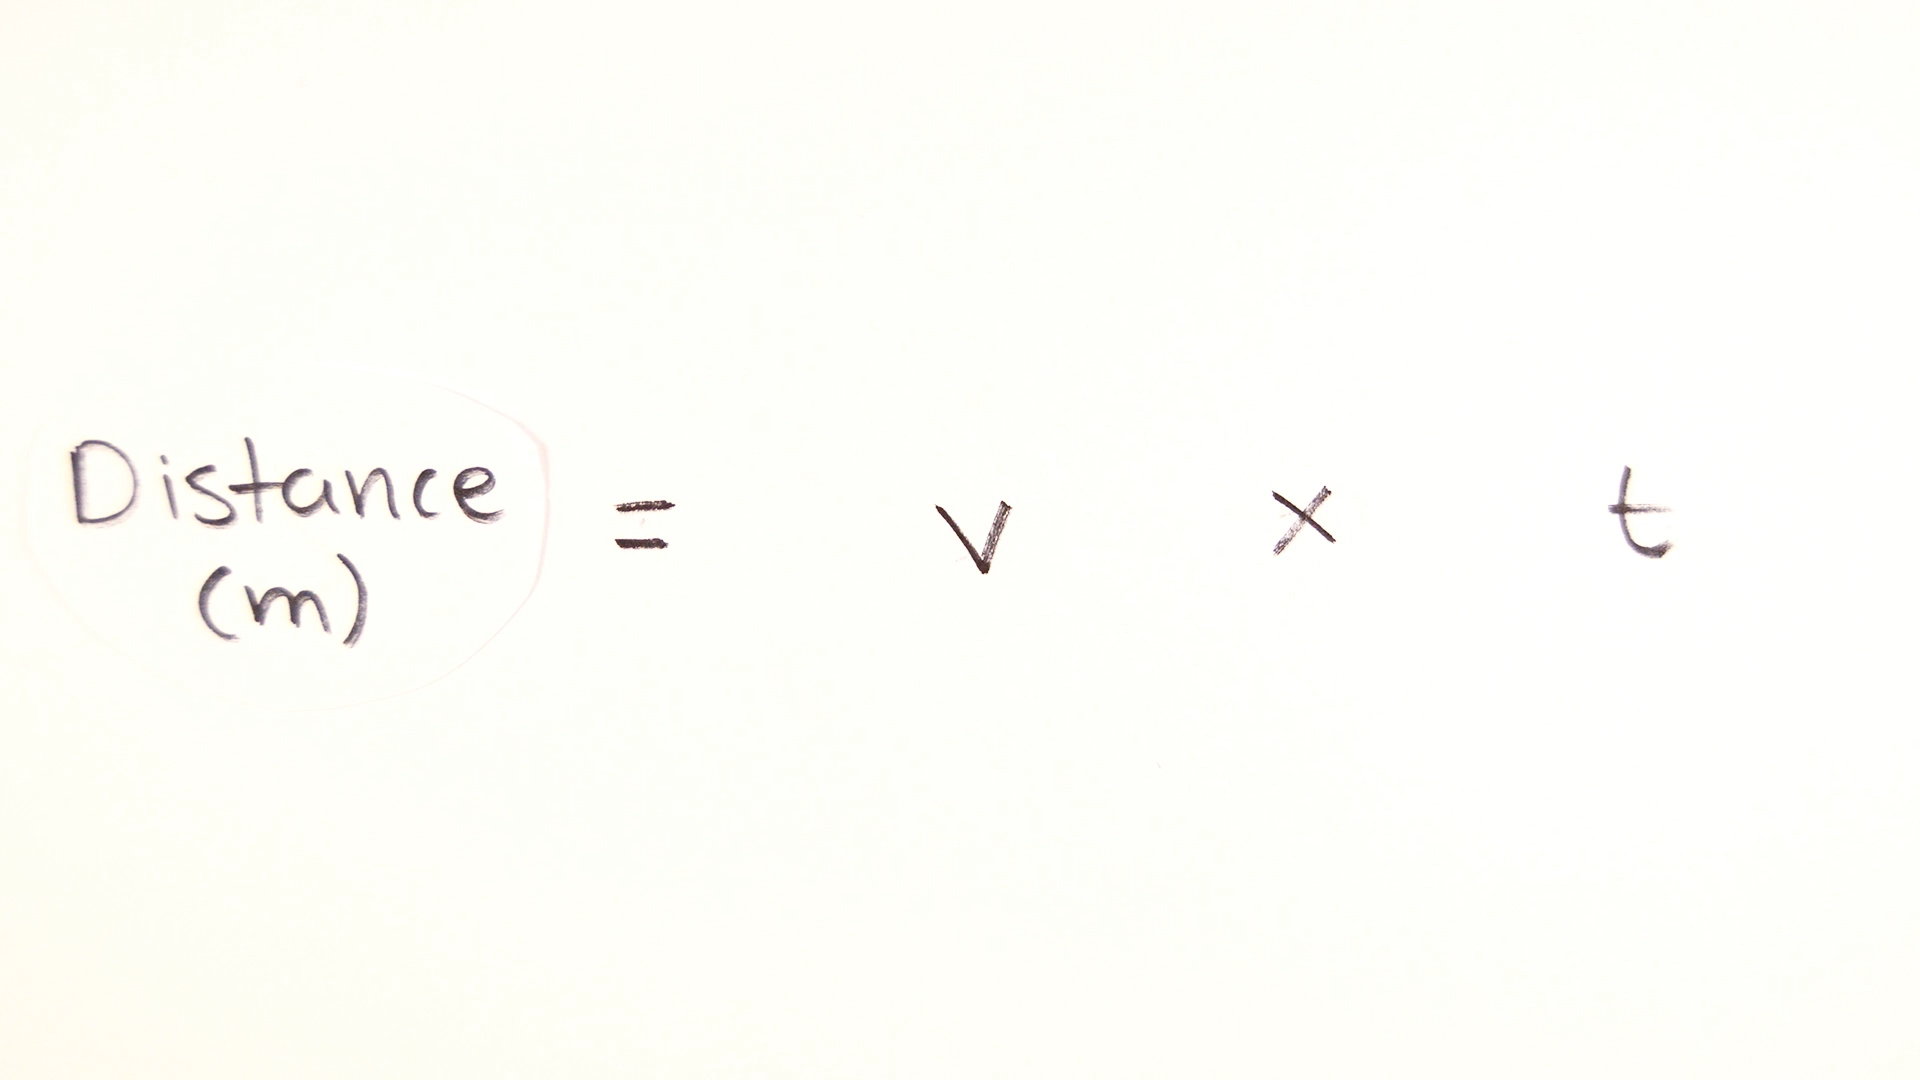 Distance = v × t
(m)